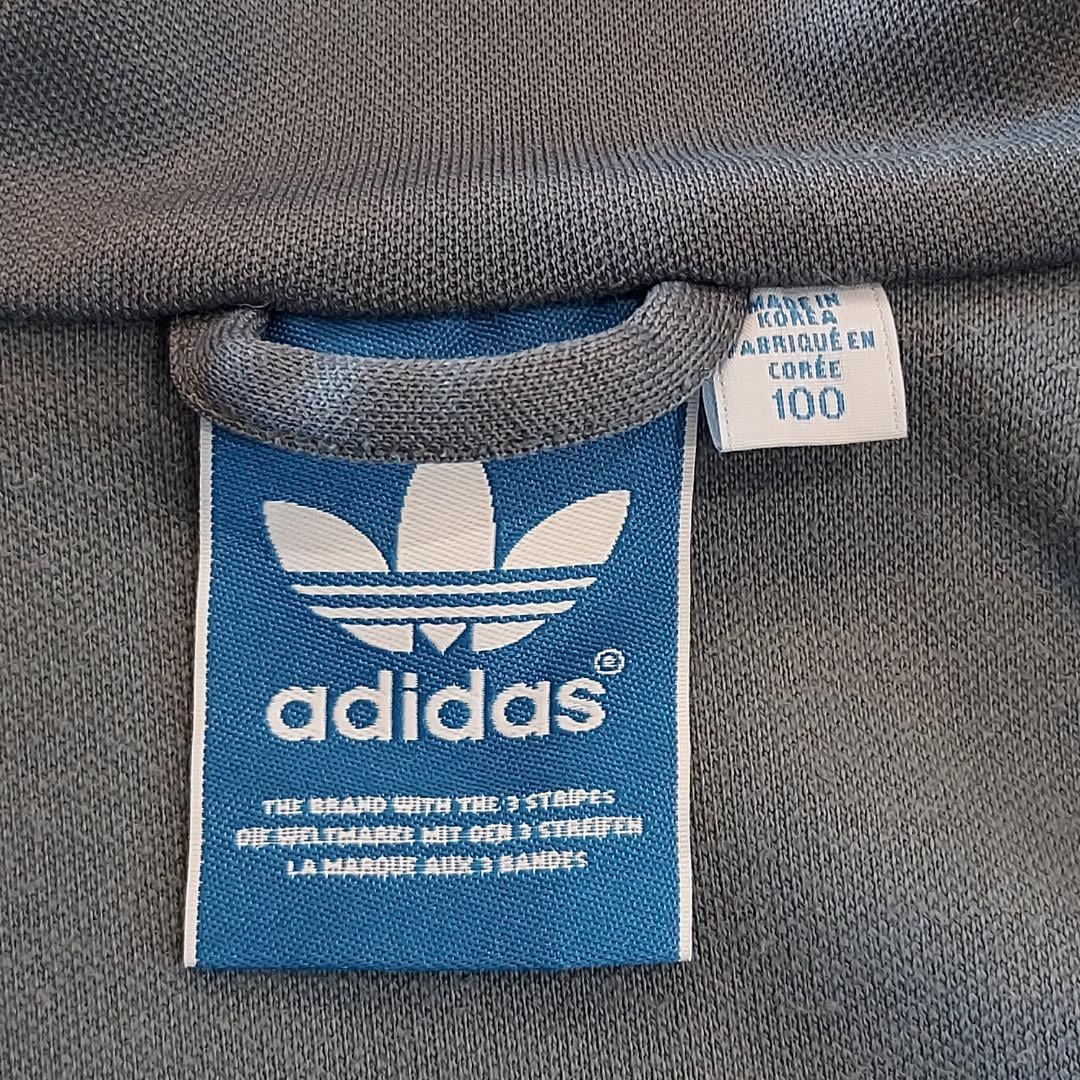 MADE IN
KOREA
FABRIQUÉ EN
CORÉE
100
adidas®
THE BRAND WITH THE 3 STRIPES
DIE WELTMARKE MIT DEN 3 STREIFEN
LA MARQUE AUX 3 BANDES